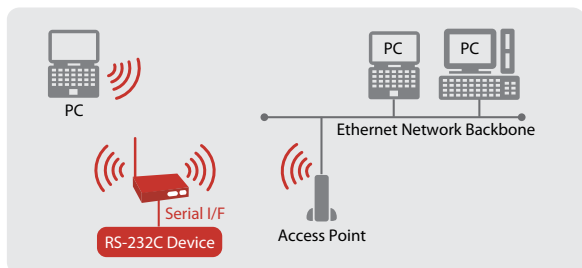 PC
PC
PC
Ethernet Network Backbone
Serial I/F
RS-232C Device
Access Point